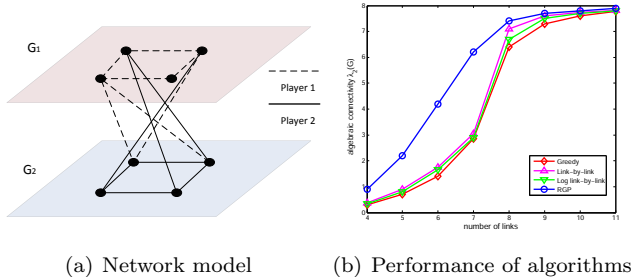 G1
Player 1
Player 2
G2
(a) Network model
algebraic connectivity λ2(G)
8
7
6
5
4
3
2
1
0
4 5 6 7 8 9 10 11
number of links
Greedy
Link−by−link
Log link−by−link
RGP
(b) Performance of algorithms